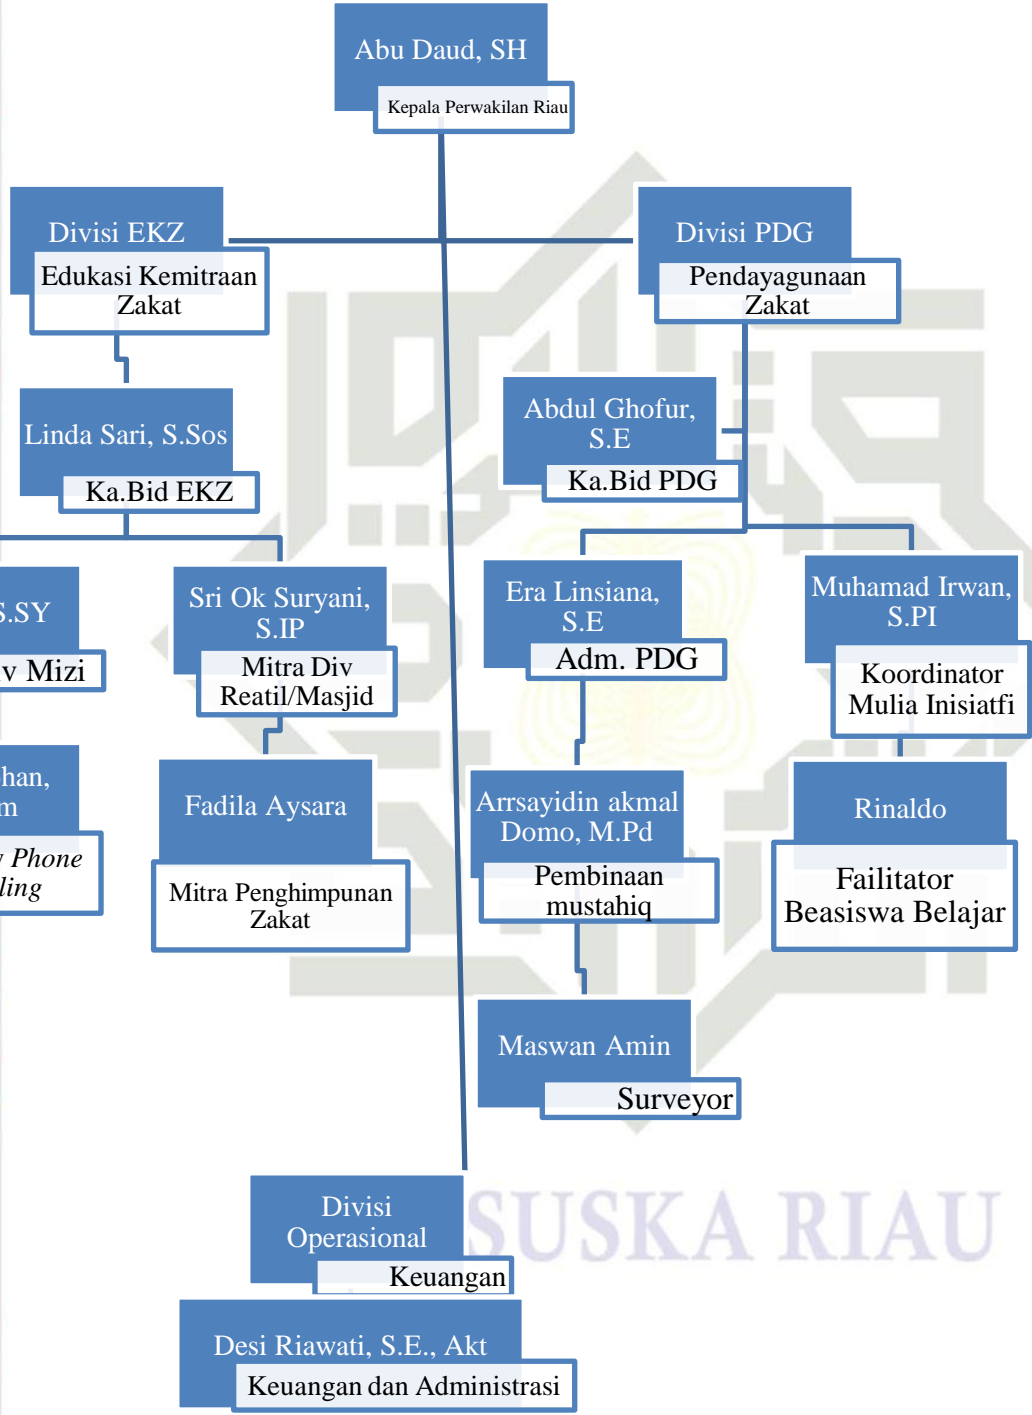 Abu Daud, SH
Kepala Perwakilan Riau
Divisi EKZ
Edukasi Kemitraan
Zakat
Divisi PDG
Pendayagunaan
Zakat
Linda Sari, S.Sos
Ka.Bid EKZ
Abdul Ghofur,
S.E
Ka.Bid PDG
S.SY
Mizi
Sri Ok Suryani,
S.IP
Mitra Div
Reatil/Masjid
Era Linsiana,
S.E
Adm. PDG
Muhamad Irwan,
S.PI
Koordinator
Mulia Inisiatfi
Phone
Fadila Aysara
Mitra Penghimpunan
Zakat
Arrsayidin akmal
Domo, M.Pd
Pembinaan
mustahiq
Rinaldo
Failitator
Beasiswa Belajar
Maswan Amin
Surveyor
Divisi
Operasional
Keuangan
SUSKA RIAU
Desi Riawati, S.E., Akt
Keuangan dan Administrasi